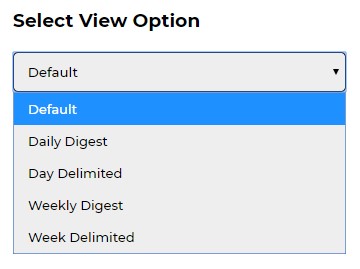 Select View Option
Default
Default
Daily Digest
Day Delimited
Weekly Digest
Week Delimited